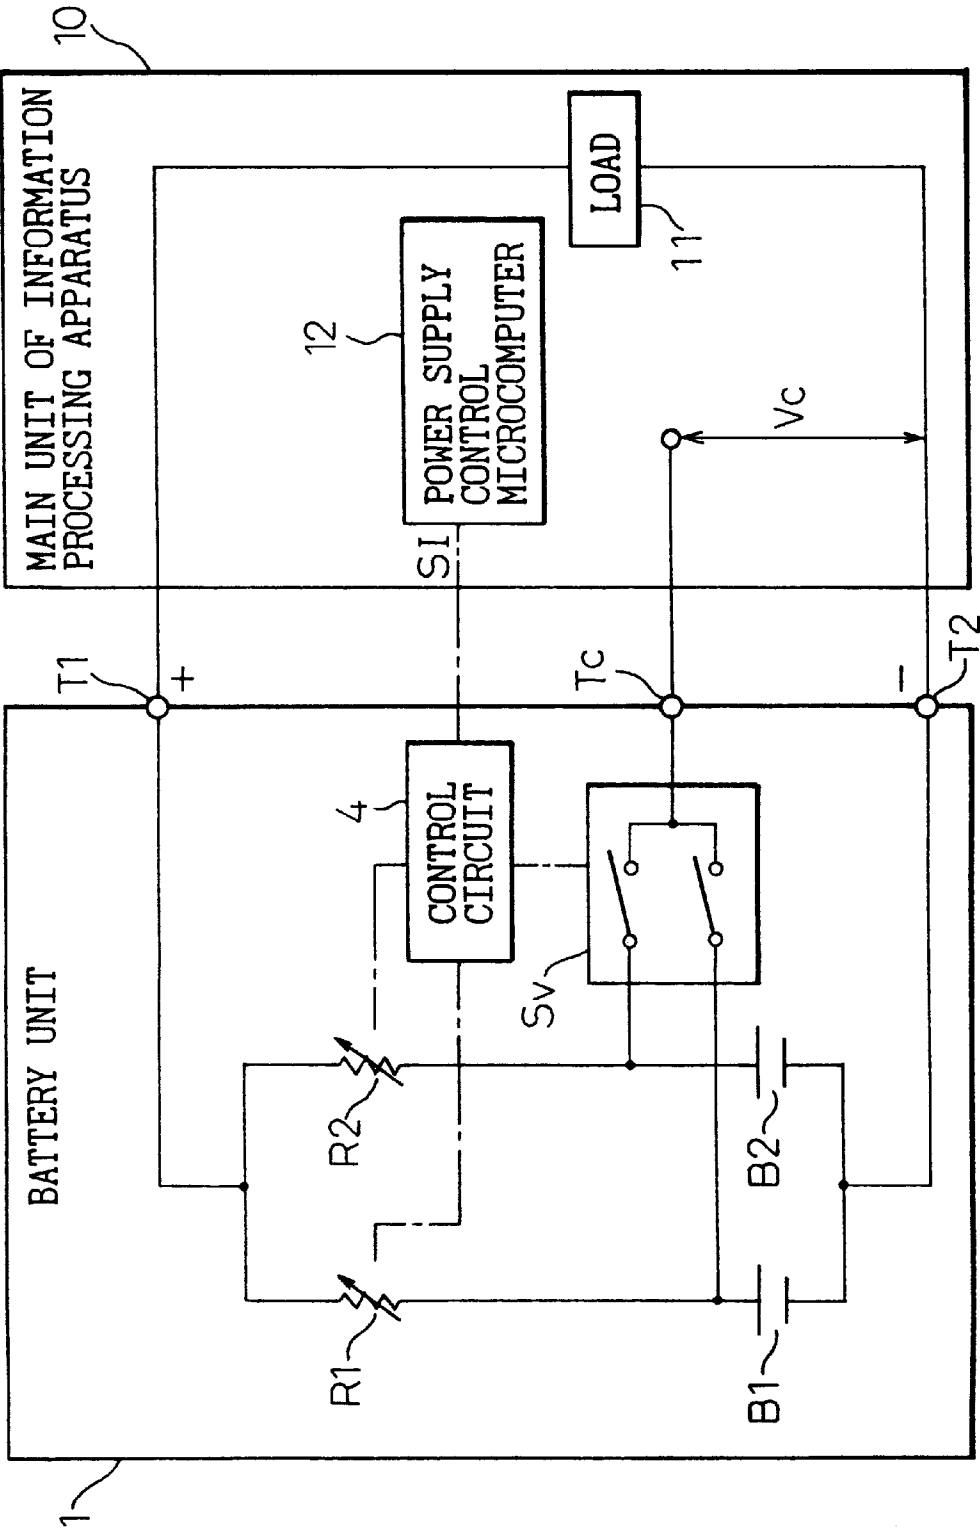 BATTERY UNIT
1
R1
R2
B1
B2
4
CONTROL
CIRCUIT
Sv
T1
+
Tc
−
T2
MAIN UNIT OF INFORMATION
PROCESSING APPARATUS
10
SI
12
POWER SUPPLY
CONTROL
MICROCOMPUTER
LOAD
11
Vc